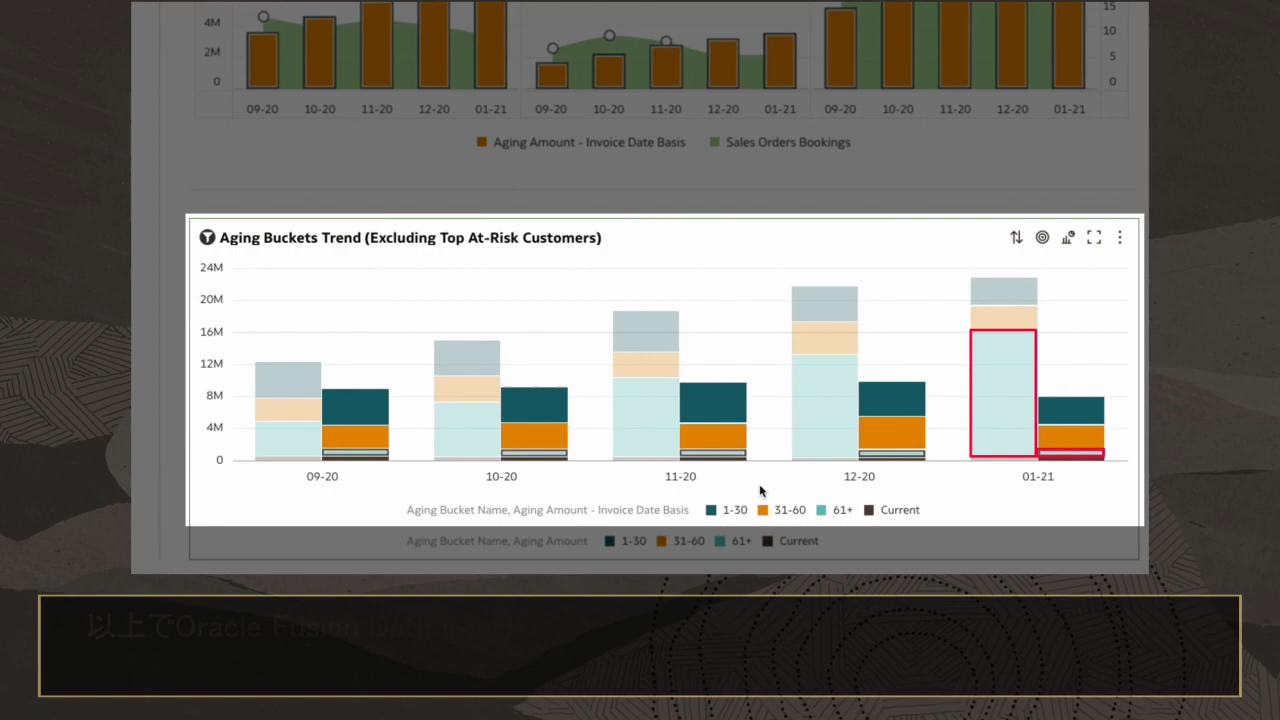 4M
2M
0
15
10
5
0
09-20 10-20 11-20 12-20 01-21 09-20 10-20 11-20 12-20 01-21 09-20 10-20 11-20 12-20 01-21
Aging Amount - Invoice Date Basis Sales Orders Bookings
Aging Buckets Trend (Excluding Top At-Risk Customers)
24M
20M
16M
12M
8M
4M
0
09-20 10-20 11-20 12-20 01-21
Aging Bucket Name, Aging Amount - Invoice Date Basis 1-30 31-60 61+ Current
Aging Bucket Name, Aging Amount 1-30 31-60 61+ Current
以上でOracle Fusion Data